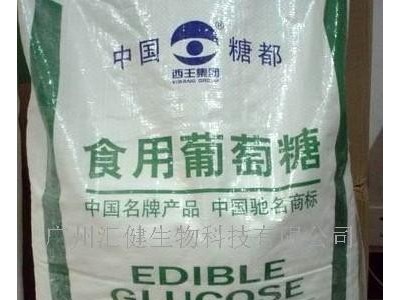 中国 ® 糖都
西王集团
XIWANG GROUP
食用葡萄糖
中国名牌产品 中国驰名商标
广州汇健生物科技有限公司
EDIBLE
GLUCOSE